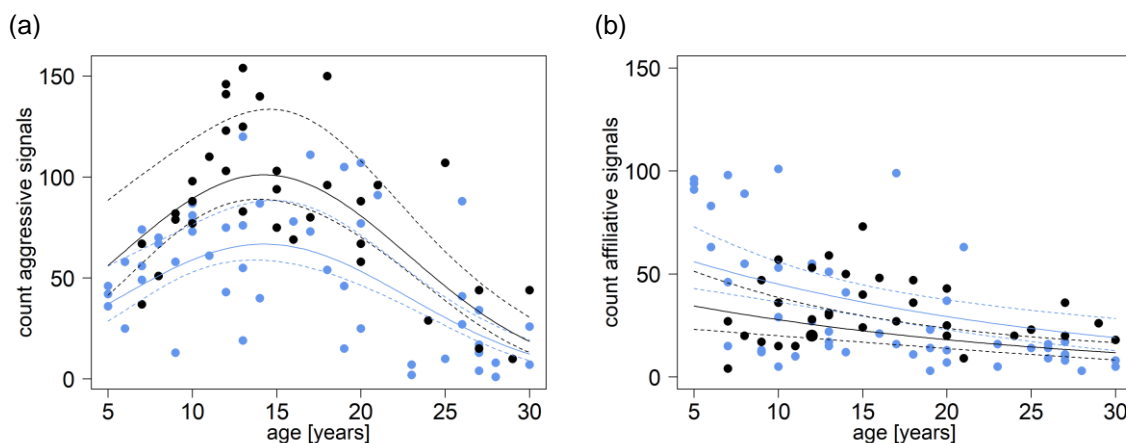 (a)
count aggressive signals
150
100
50
0
5 10 15 20 25 30
age [years]
(b)
count affiliative signals
150
100
50
0
5 10 15 20 25 30
age [years]